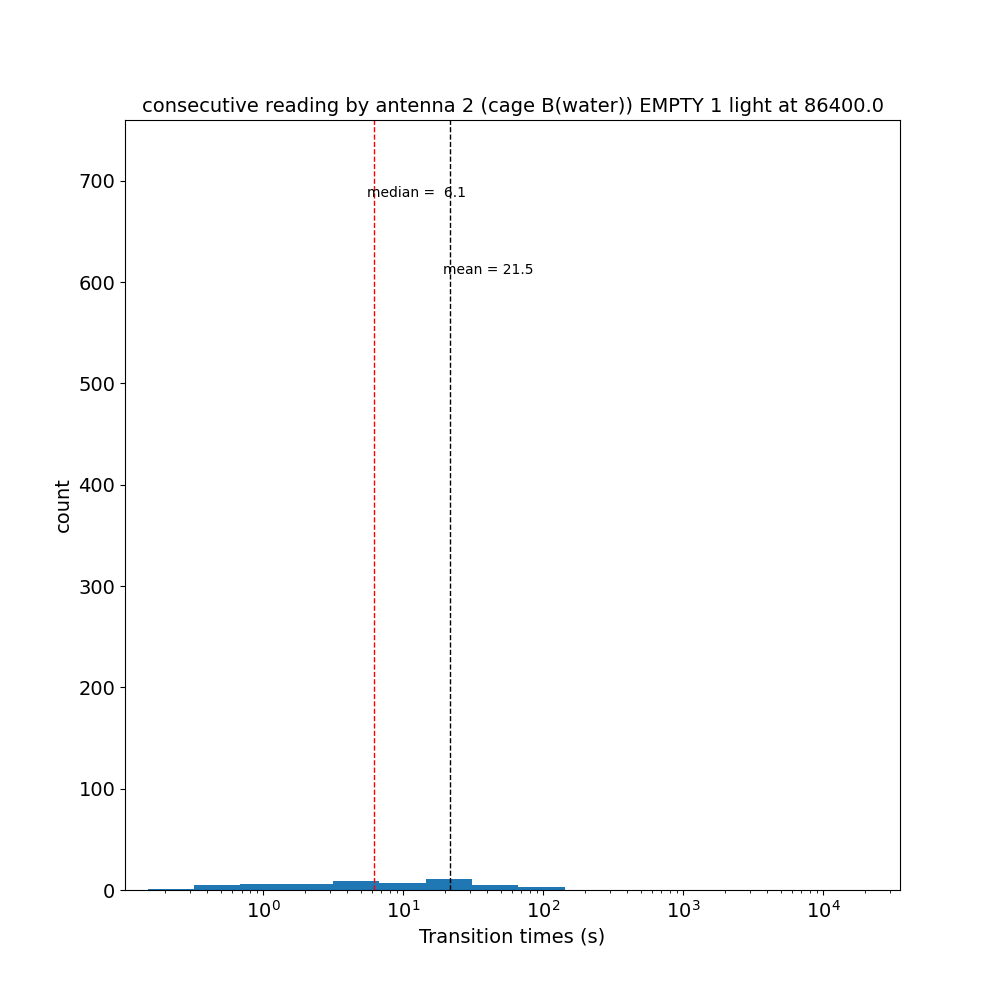 consecutive reading by antenna 2 (cage B(water)) EMPTY 1 light at 86400.0
700
median =  6.1
mean = 21.5
600
500
400
count
300
200
100
0
10⁰ 10¹ 10² 10³ 10⁴
Transition times (s)